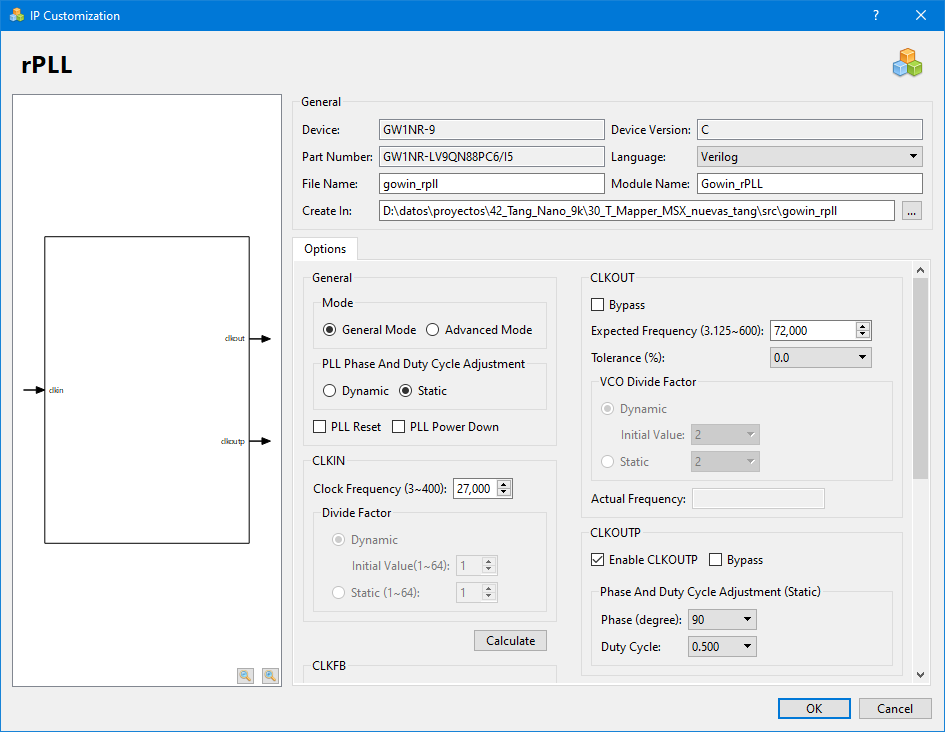 IP Customization
?
rPLL
clkin
clkout
clkoutp
General
Device: GW1NR-9 Device Version: C
Part Number: GW1NR-LV9QN88PC6/I5 Language: Verilog
File Name: gowin_rpll Module Name: Gowin_rPLL
Create In: D:\datos\proyectos\42_Tang_Nano_9k\30_T_Mapper_MSX_nuevas_tang\src\gowin_rpll ...
Options
General
Mode
General Mode Advanced Mode
PLL Phase And Duty Cycle Adjustment
Dynamic Static
PLL Reset PLL Power Down
CLKIN
Clock Frequency (3~400): 27,000
Divide Factor
Dynamic
Initial Value(1~64): 1
Static (1~64): 1
Calculate
CLKFB
CLKOUT
Bypass
Expected Frequency (3.125~600): 72,000
Tolerance (%): 0.0
VCO Divide Factor
Dynamic
Initial Value: 2
Static 2
Actual Frequency:
CLKOUTP
Enable CLKOUTP Bypass
Phase And Duty Cycle Adjustment (Static)
Phase (degree): 90
Duty Cycle: 0.500
OK Cancel